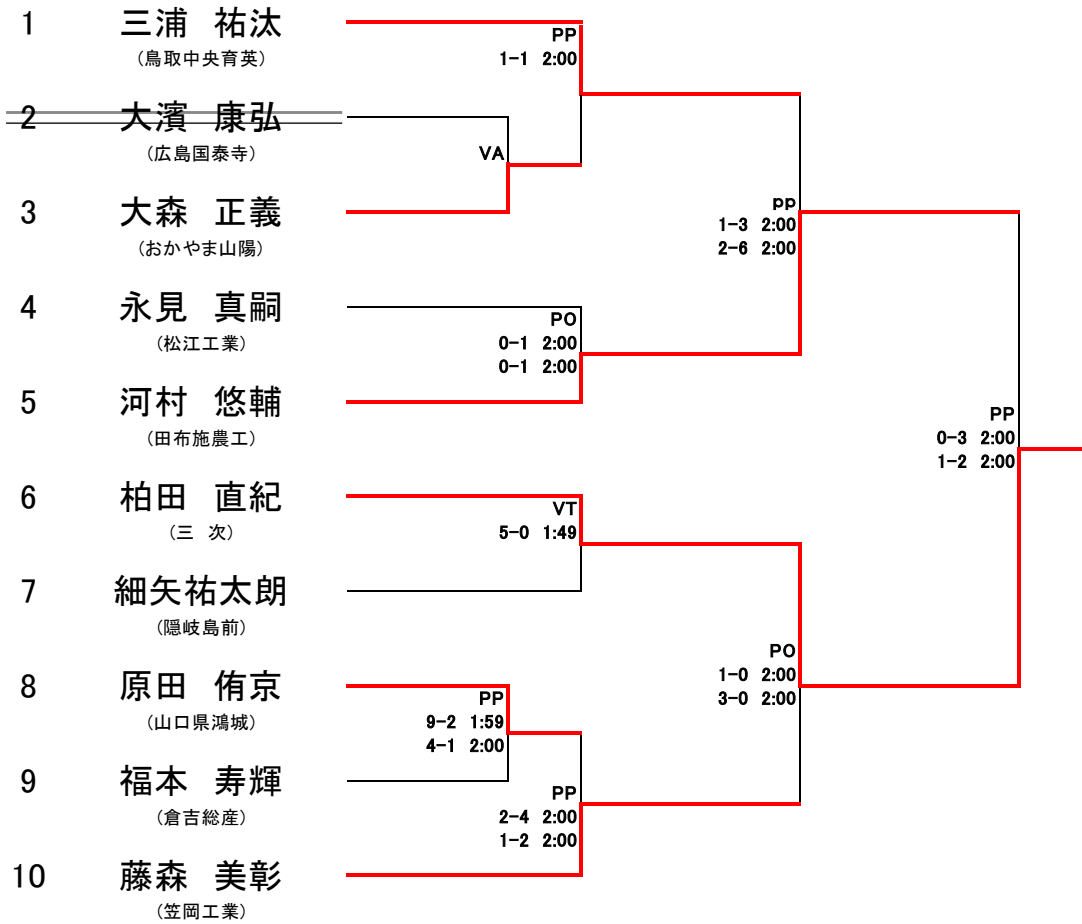 1 三浦 祐汰
(鳥取中央育英)
PP
1-1 2:00
2 大濱 康弘
(広島国泰寺)
VA
3 大森 正義
(おかやま山陽)
PP
1-3 2:00
2-6 2:00
4 永見 真嗣
(松江工業)
PO
0-1 2:00
0-1 2:00
5 河村 悠輔
(田布施農工)
PP
0-3 2:00
1-2 2:00
6 柏田 直紀
(三 次)
VT
5-0 1:49
7 細矢祐太朗
(隠岐島前)
PO
1-0 2:00
3-0 2:00
8 原田 侑京
(山口県鴻城)
PP
9-2 1:59
4-1 2:00
9 福本 寿輝
(倉吉総産)
PP
2-4 2:00
1-2 2:00
10 藤森 美彰
(笠岡工業)